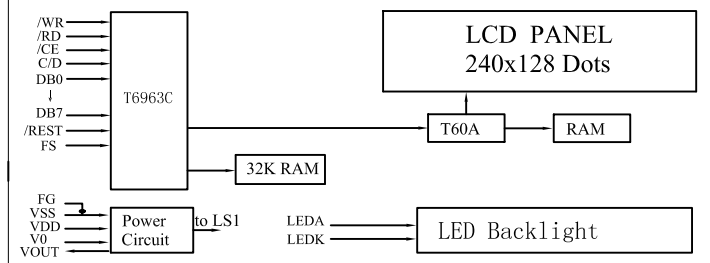 /WR
/RD
/CE
C/D
DB0
DB7
/REST
FS
T6963C
LCD PANEL
240x128 Dots
T60A
RAM
32K RAM
FG
VSS
VDD
V0
VOUT
Power
Circuit
to LS1
LEDA
LEDK
LED Backlight